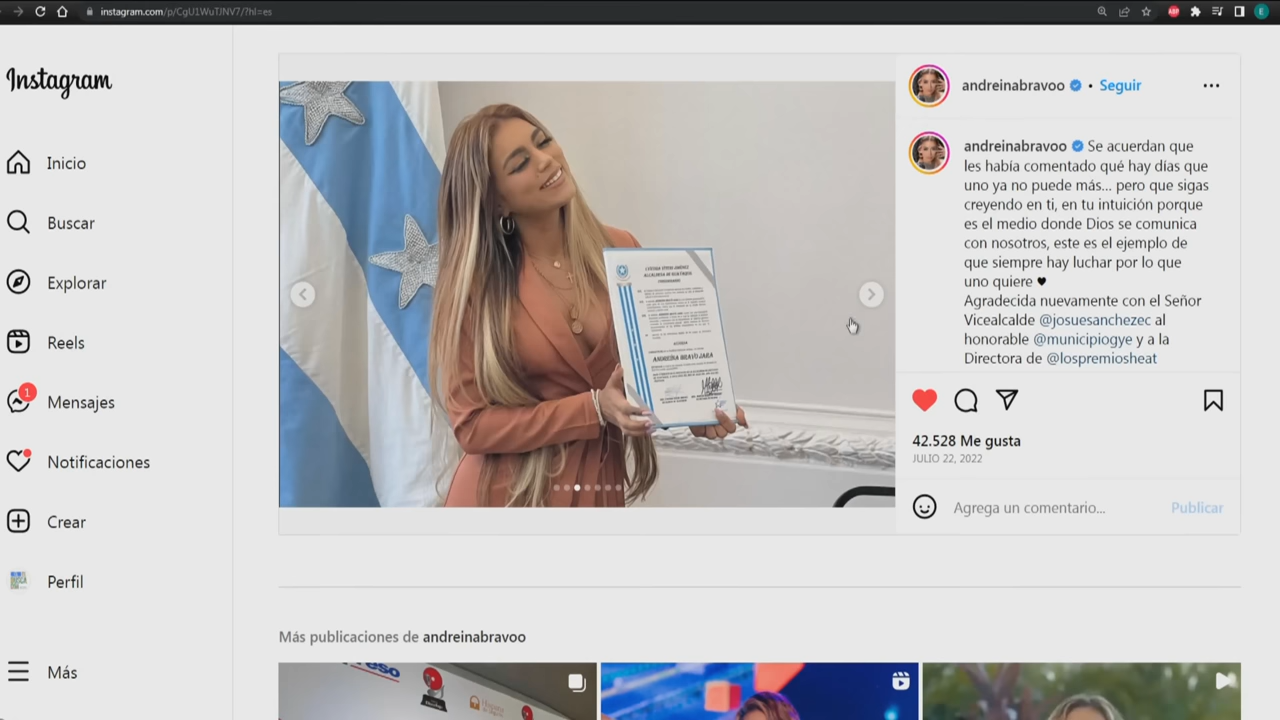 instagram.com/p/CgU1WuTJNV7/?hl=es
Instagram
Inicio
Buscar
Explorar
Reels
1
Mensajes
Notificaciones
Crear
Perfil
Más
ANDREINA BRAVO JARA
andreinabravoo • Seguir
andreinabravoo Se acuerdan que
les había comentado qué hay días que
uno ya no puede más... pero que sigas
creyendo en ti, en tu intuición porque
es el medio donde Dios se comunica
con nosotros, este es el ejemplo de
que siempre hay luchar por lo que
uno quiere ♥
Agradecida nuevamente con el Señor
Vicealcalde @josuesanchezec al
honorable @municipiogye y a la
Directora de @lospremiosheat
42.528 Me gusta
JULIO 22, 2022
Agrega un comentario...
Publicar
Más publicaciones de andreinabravoo